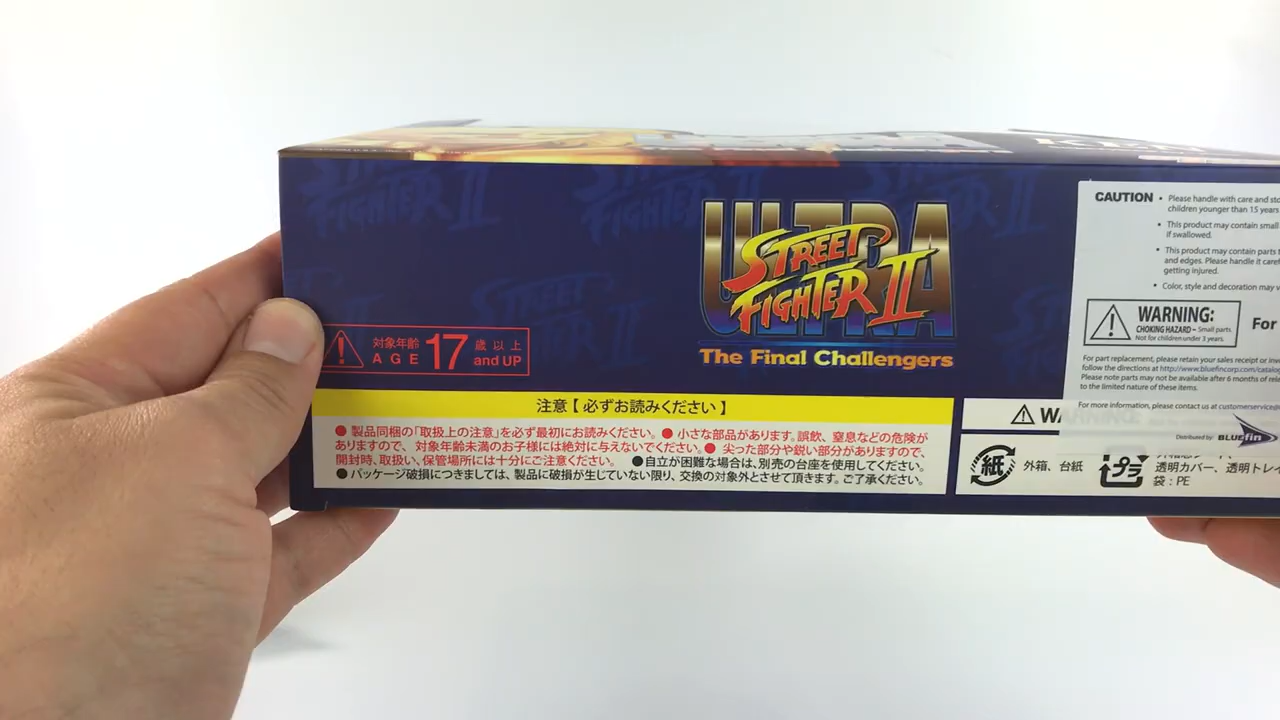 ULTRA
STREET
FIGHTER II
The Final Challengers
対象年齢 17 歳以上
AGE and UP
注意【必ずお読みください】
● 製品同梱の「取扱上の注意」を必ず最初にお読みください。● 小さな部品があります。誤飲、窒息などの危険が
ありますので、対象年齢未満のお子様には絶対に与えないでください。● 尖った部分や鋭い部分がありますので、
開封時、取扱い、保管場所には十分にご注意ください。 ●自立が困難な場合は、別売の台座を使用してください。
● パッケージ破損につきましては、製品に破損が生じていない限り、交換の対象外とさせて頂きます。ご了承ください。
CAUTION • Please handle with care and
children younger than 15 years
• This product may contain small
if swallowed.
• This product may contain parts
and edges. Please handle it
getting injured.
• Color, style and decoration may
WARNING:
CHOKING HAZARD – Small parts.
Not for children under 3 years.
For
For part replacement, please retain your sales receipt or
follow the directions at http://www.bluefincorp.com/
Please note parts may not be available after 6 months of
to the limited nature of these items.
For more information, please contact us at
Distributed by: BLUEfin
紙 外箱、台紙
プラ
透明カバー、透明トレイ
袋：PE